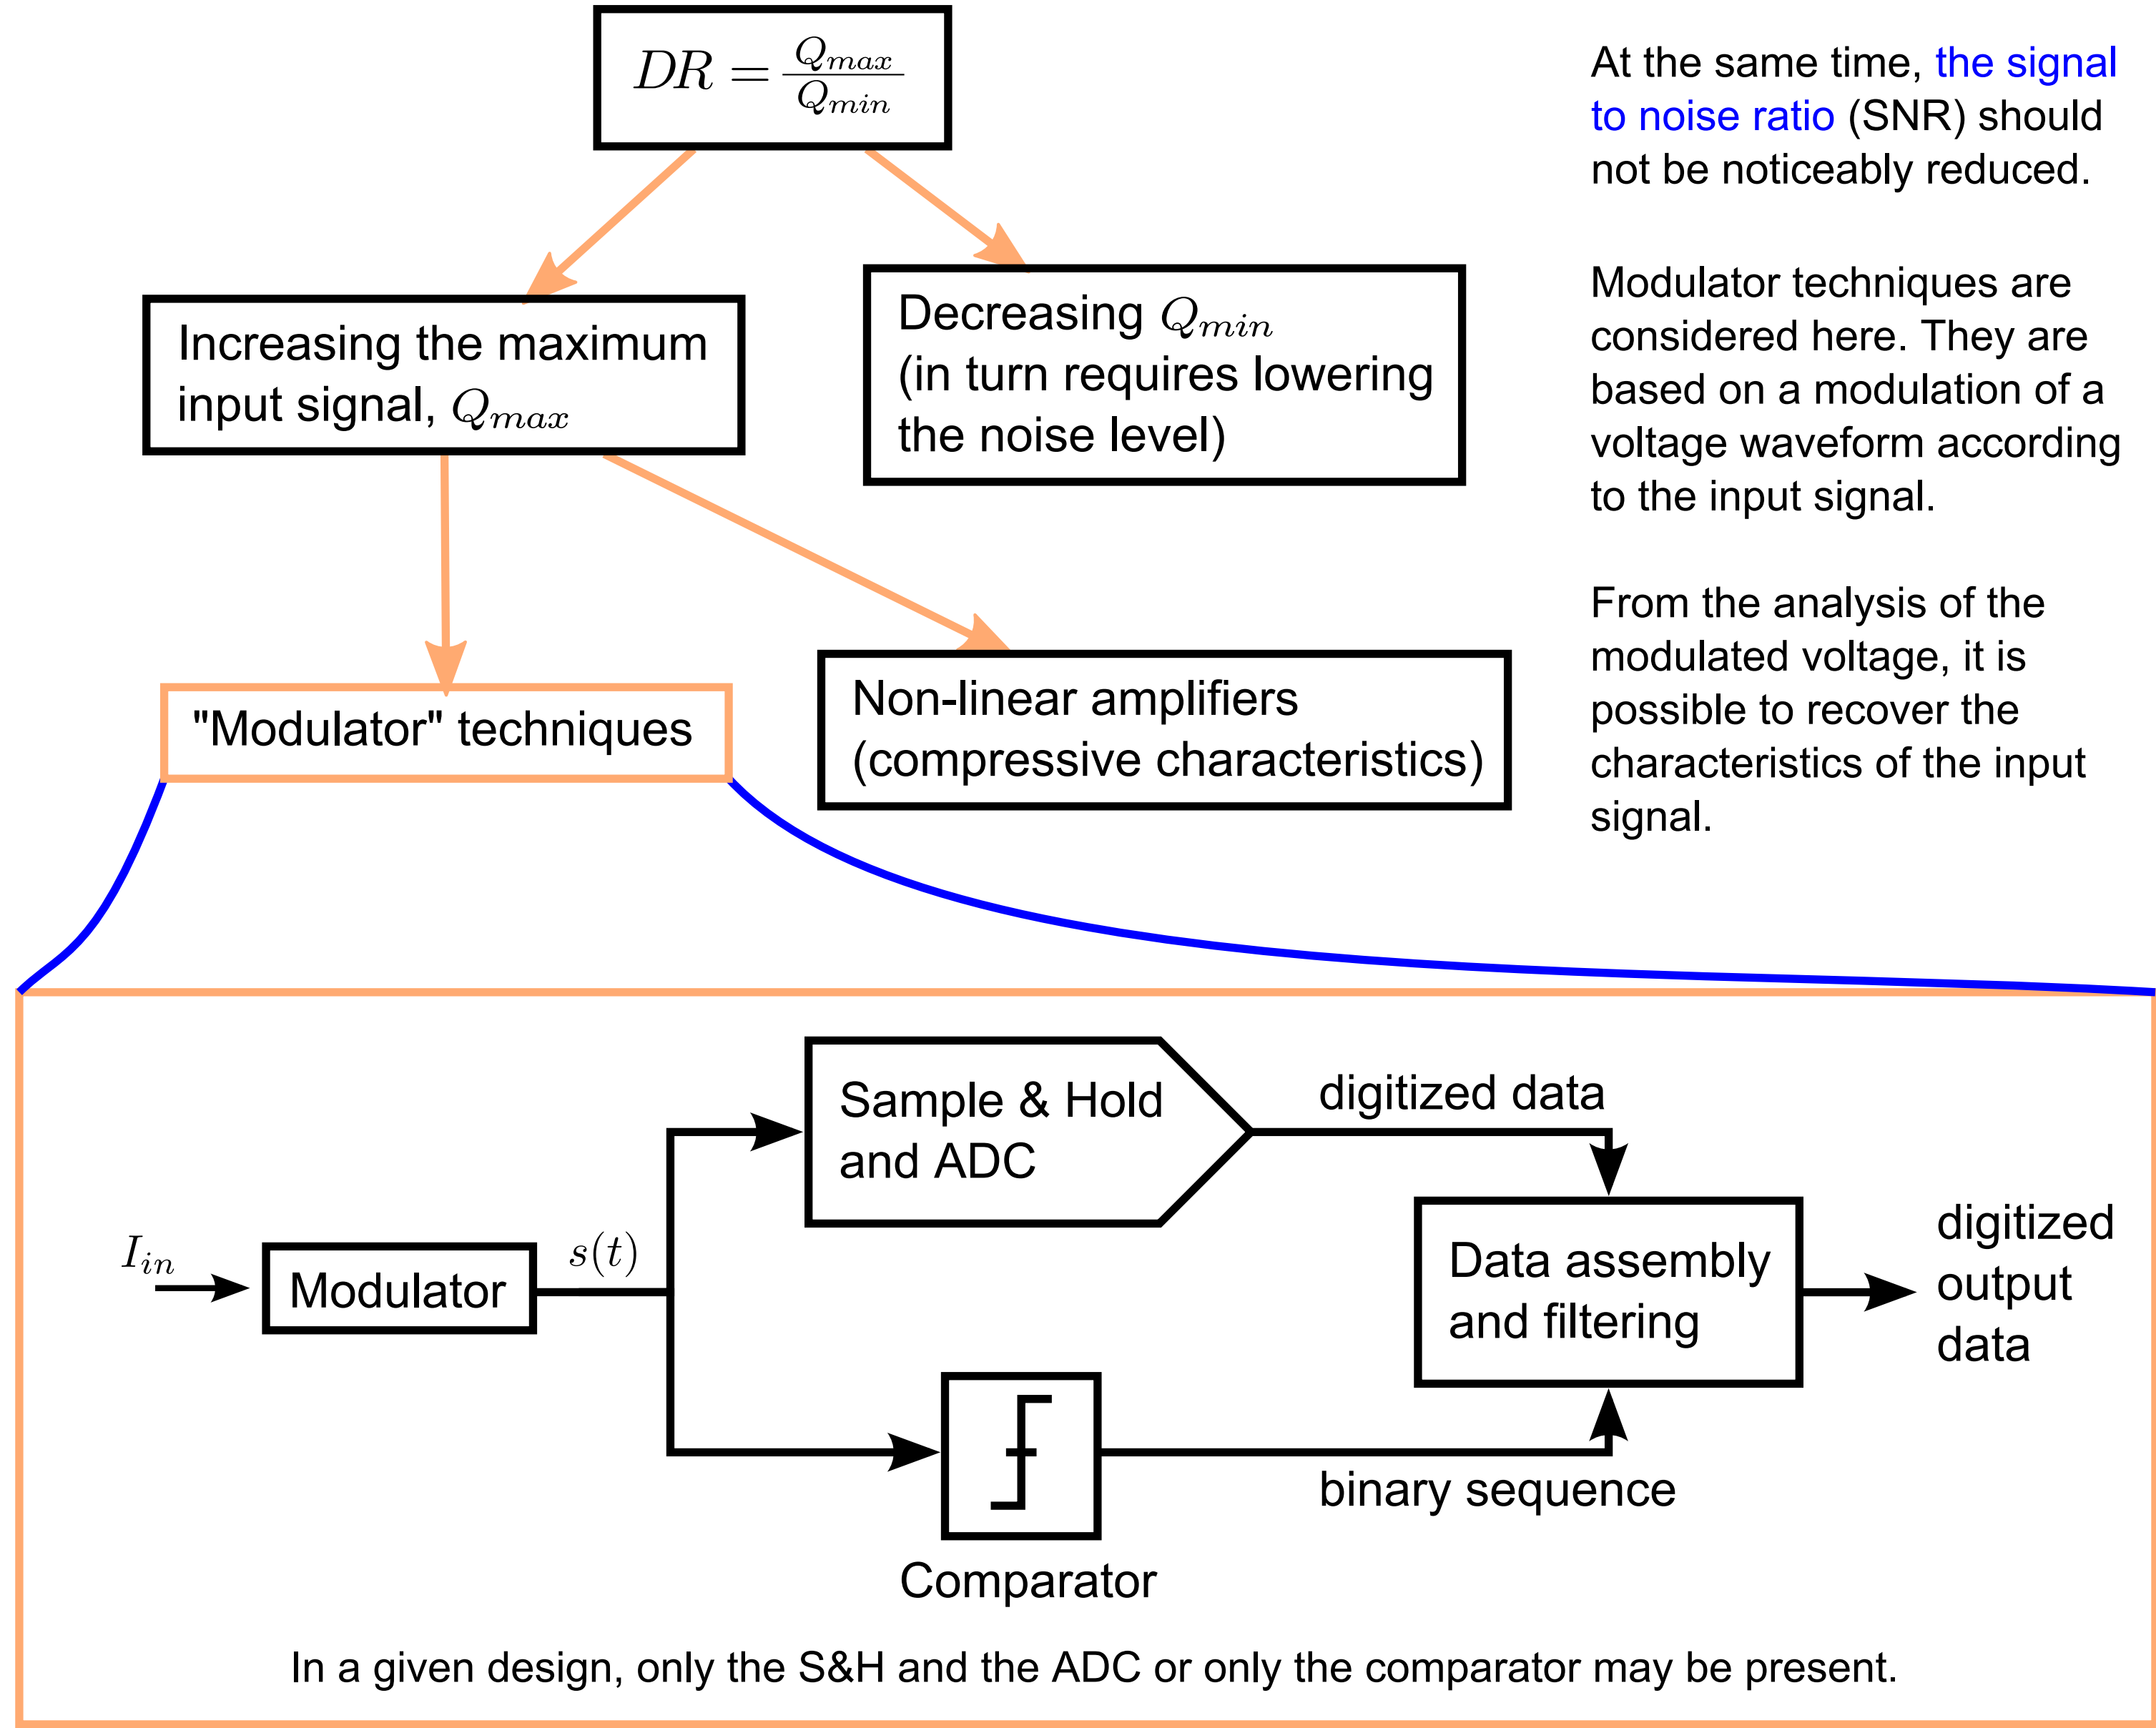 DR = Q_max / Q_min
At the same time, the signal
to noise ratio (SNR) should
not be noticeably reduced.
Increasing the maximum
input signal, Q_max
Decreasing Q_min
(in turn requires lowering
the noise level)
Modulator techniques are
considered here. They are
based on a modulation of a
voltage waveform according
to the input signal.
"Modulator" techniques
Non-linear amplifiers
(compressive characteristics)
From the analysis of the
modulated voltage, it is
possible to recover the
characteristics of the input
signal.
I_in
Modulator
s(t)
Sample & Hold
and ADC
digitized data
Comparator
binary sequence
Data assembly
and filtering
digitized
output
data
In a given design, only the S&H and the ADC or only the comparator may be present.